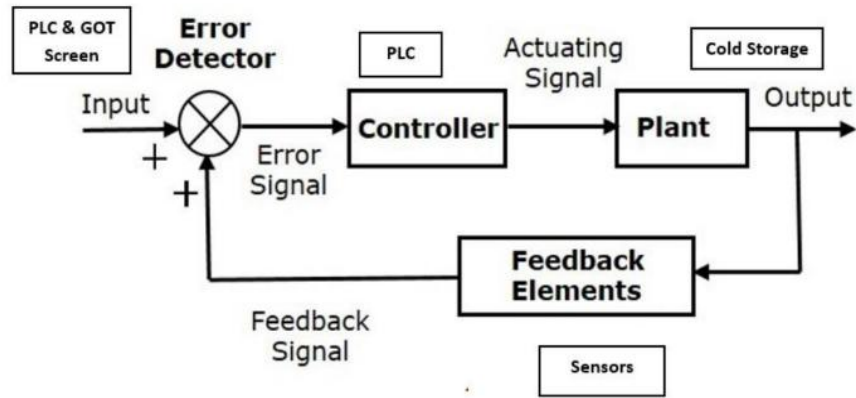 PLC & GOT
Screen
Error
Detector
PLC
Actuating
Signal
Cold Storage
Input
Output
Controller
Plant
+
Error
Signal
+
Feedback
Elements
Feedback
Signal
Sensors